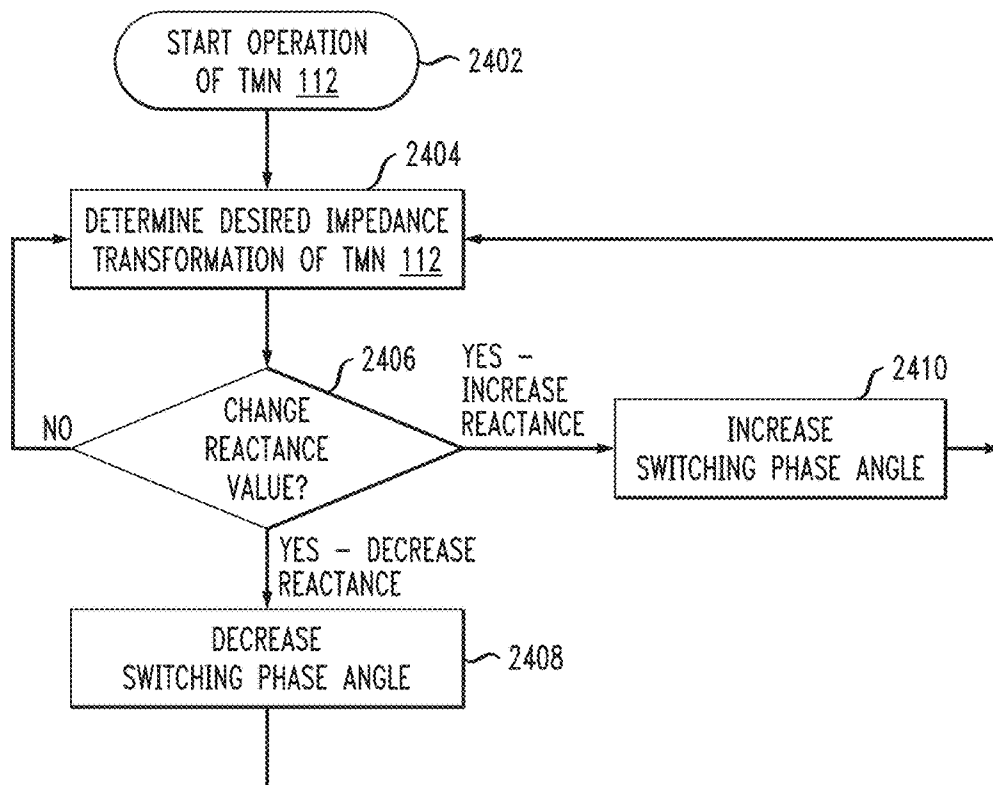 START OPERATION
OF TMN 112
2402
2404
DETERMINE DESIRED IMPEDANCE
TRANSFORMATION OF TMN 112
2406
CHANGE
REACTANCE
VALUE?
NO
YES –
INCREASE
REACTANCE
2410
INCREASE
SWITCHING PHASE ANGLE
YES – DECREASE
REACTANCE
DECREASE
SWITCHING PHASE ANGLE
2408